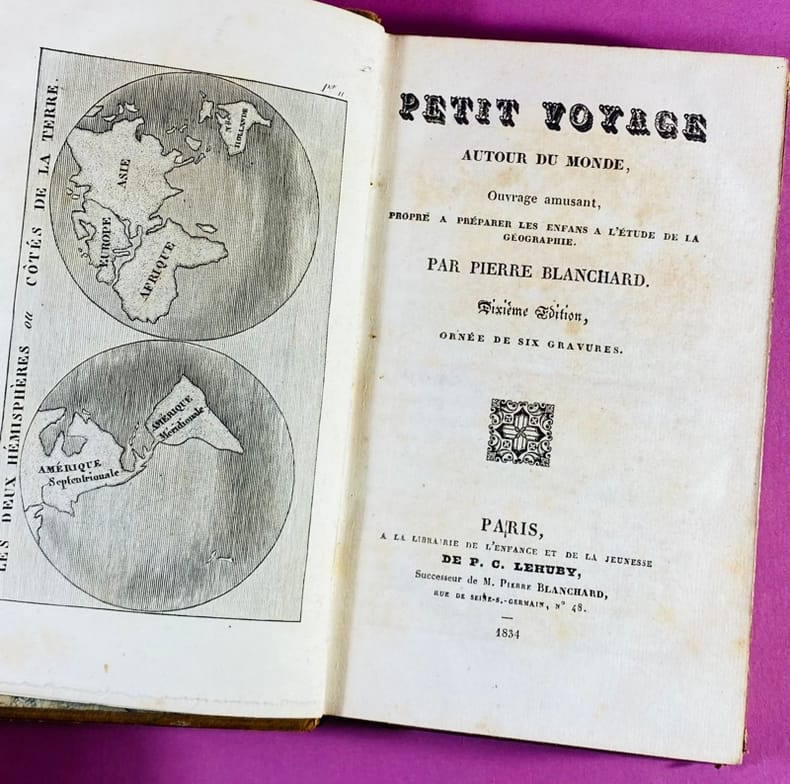 LES DEUX HÉMISPHÈRES ou CÔTÉS DE LA TERRE.
Nle
HOLLANDE
ASIE
EUROPE
AFRIQUE
AMÉRIQUE
Méridionale
AMÉRIQUE
Septentrionale
PETIT VOYAGE
AUTOUR DU MONDE,
Ouvrage amusant,
PROPRE A PRÉPARER LES ENFANS A L'ÉTUDE DE LA
GÉOGRAPHIE.
PAR PIERRE BLANCHARD.
Sixième Edition,
ORNÉE DE SIX GRAVURES.
PARIS,
A LA LIBRAIRIE DE L'ENFANCE ET DE LA JEUNESSE
DE P. C. LEHUBY,
Successeur de M. PIERRE BLANCHARD,
RUE DE SEINE-S.-GERMAIN, N° 48.
1834